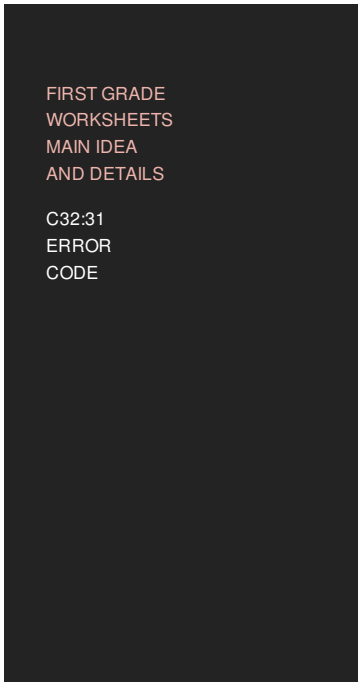 FIRST GRADE
WORKSHEETS
MAIN IDEA
AND DETAILS
C32:31
ERROR
CODE